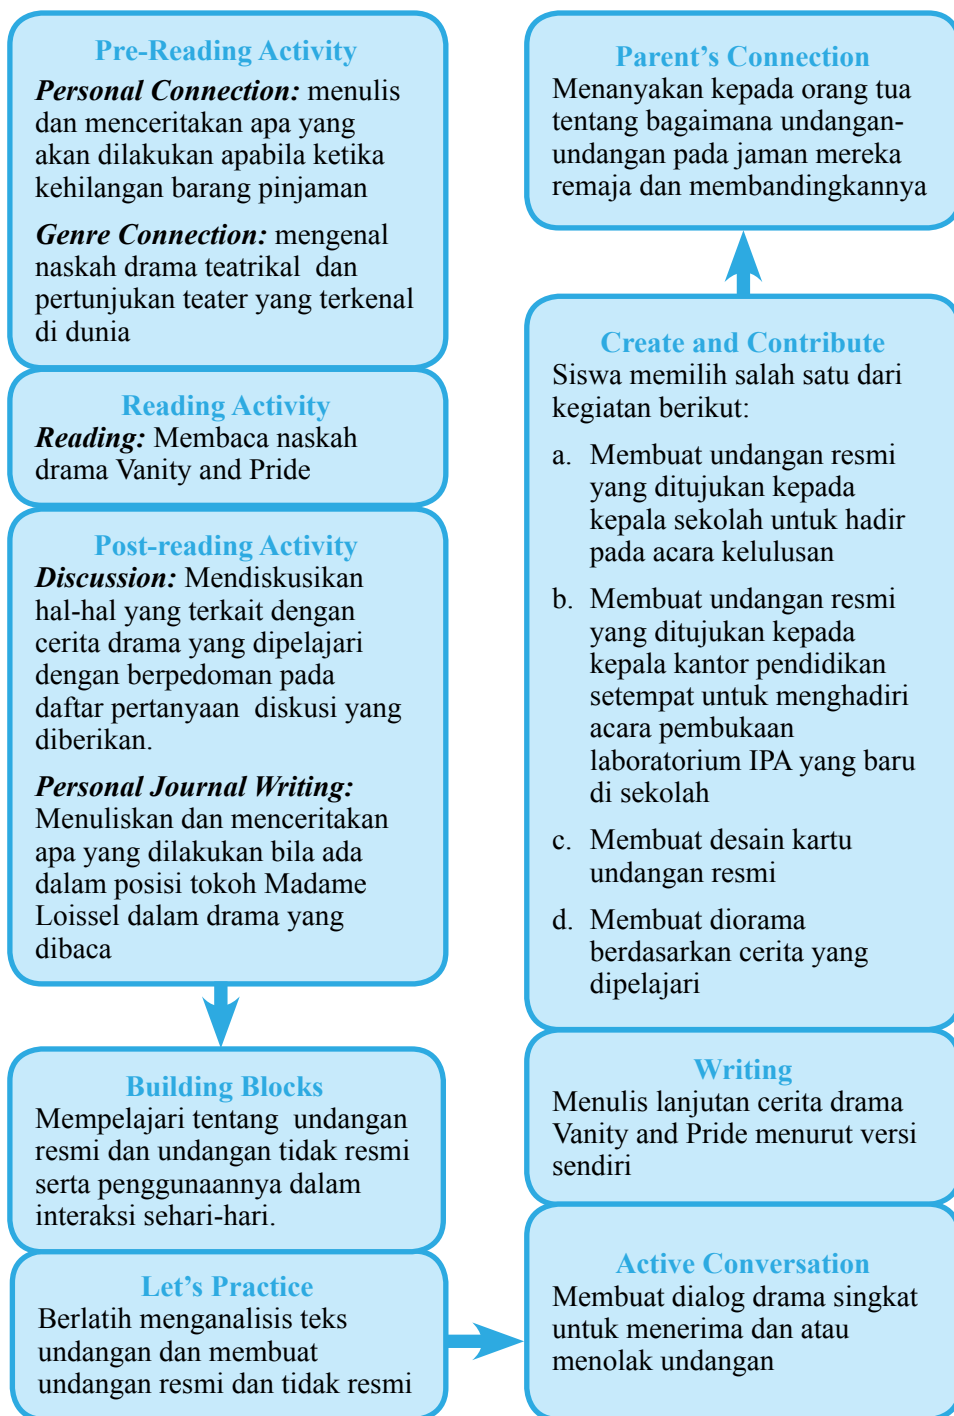 Pre-Reading Activity
Personal Connection: menulis
dan menceritakan apa yang
akan dilakukan apabila ketika
kehilangan barang pinjaman
Genre Connection: mengenal
naskah drama teatrikal dan
pertunjukan teater yang terkenal
di dunia
Reading Activity
Reading: Membaca naskah
drama Vanity and Pride
Post-reading Activity
Discussion: Mendiskusikan
hal-hal yang terkait dengan
cerita drama yang dipelajari
dengan berpedoman pada
daftar pertanyaan diskusi yang
diberikan.
Personal Journal Writing:
Menuliskan dan menceritakan
apa yang dilakukan bila ada
dalam posisi tokoh Madame
Loissel dalam drama yang
dibaca
Building Blocks
Mempelajari tentang undangan
resmi dan undangan tidak resmi
serta penggunaannya dalam
interaksi sehari-hari.
Let's Practice
Berlatih menganalisis teks
undangan dan membuat
undangan resmi dan tidak resmi
Active Conversation
Membuat dialog drama singkat
untuk menerima dan atau
menolak undangan
Writing
Menulis lanjutan cerita drama
Vanity and Pride menurut versi
sendiri
Create and Contribute
Siswa memilih salah satu dari
kegiatan berikut:
a. Membuat undangan resmi
yang ditujukan kepada
kepala sekolah untuk hadir
pada acara kelulusan
b. Membuat undangan resmi
yang ditujukan kepada
kepala kantor pendidikan
setempat untuk menghadiri
acara pembukaan
laboratorium IPA yang baru
di sekolah
c. Membuat desain kartu
undangan resmi
d. Membuat diorama
berdasarkan cerita yang
dipelajari
Parent's Connection
Menanyakan kepada orang tua
tentang bagaimana undangan-
undangan pada jaman mereka
remaja dan membandingkannya